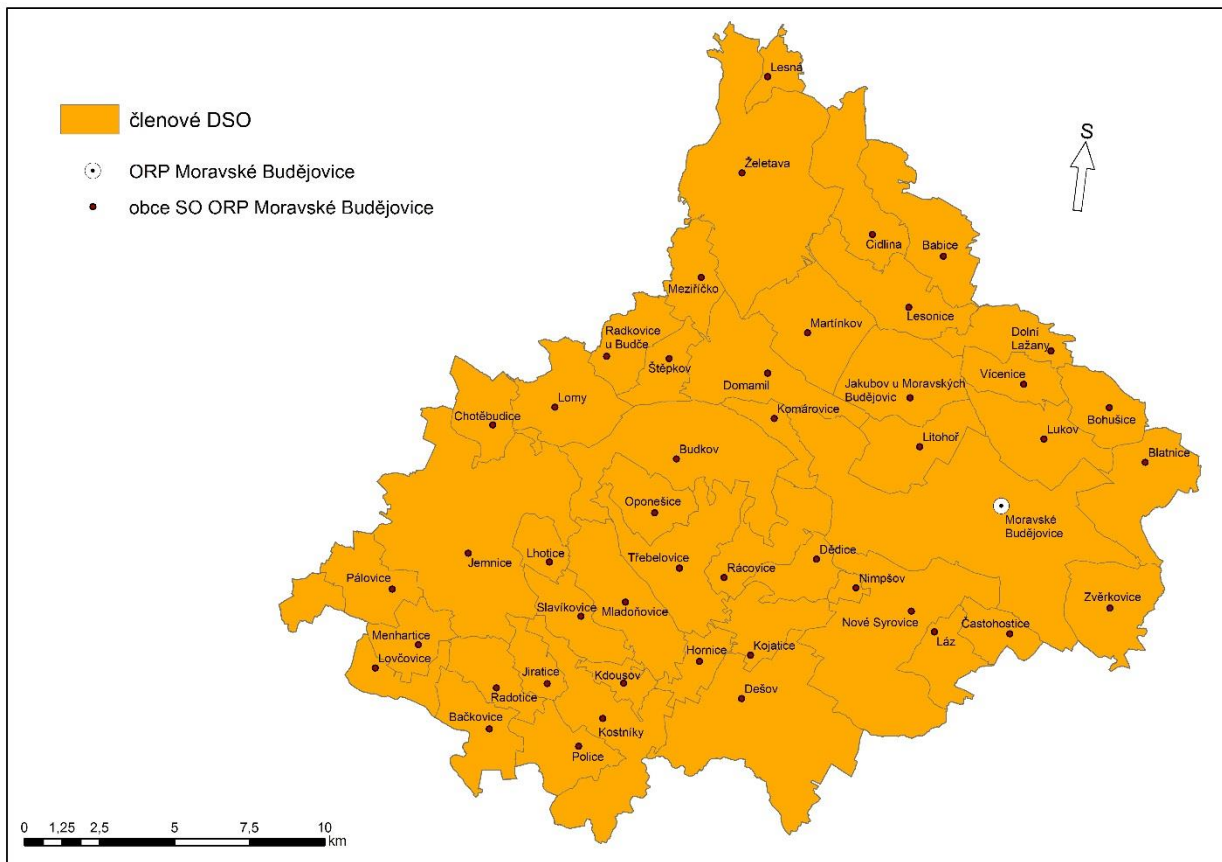 členové DSO
ORP Moravské Budějovice
obce SO ORP Moravské Budějovice
S
Lesná
Želetava
Cidlina
Babice
Meziříčko
Lesonice
Martínkov
Dolní
Lažany
Radkovice
u Budče
Štěpkov
Domamil
Vícenice
Jakubov u Moravských
Budějovic
Lomy
Chotěbudice
Komárovice
Bohušice
Litohoř
Lukov
Budkov
Blatnice
Oponešice
Moravské
Budějovice
Jemnice
Lhotice
Třebelovice
Rácovice
Dědice
Nimpšov
Pálovice
Slavíkovice
Mladoňovice
Zvěrkovice
Nové Syrovice
Častohostice
Láz
Menhartice
Lovčovice
Hornice
Kojatice
Jiratice
Kdousov
Radotice
Dešov
Bačkovice
Kostníky
Police
0 1,25 2,5 5 7,5 10
km